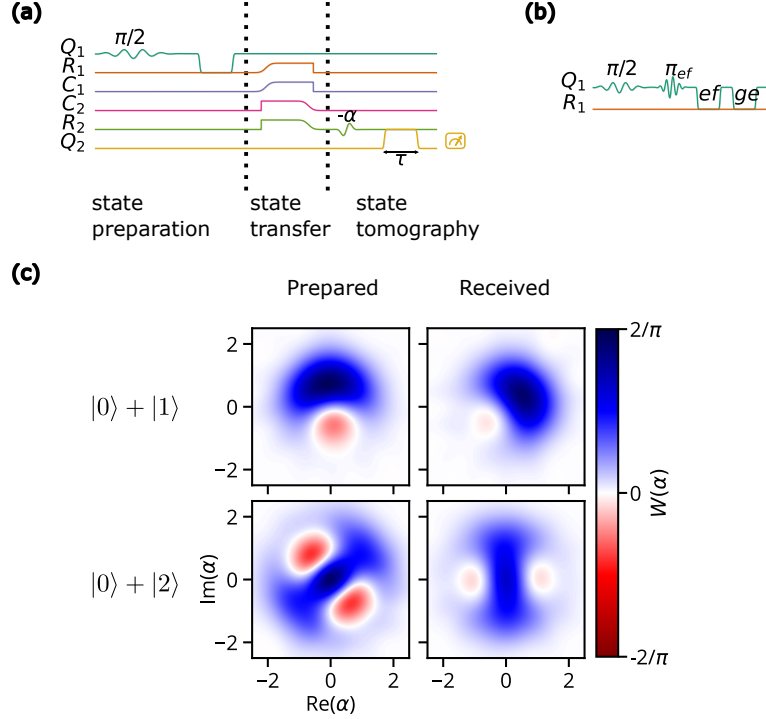 (a)
π/2
Q1
R1
C1
C2
R2
Q2
-α
τ
state preparation
state transfer
state tomography
(b)
π/2
πef
Q1
R1
ef
ge
(c)
Prepared
Received
|0⟩ + |1⟩
2
0
−2
|0⟩ + |2⟩
Im(α)
2
0
−2
−2
0
2
Re(α)
−2
0
2
2/π
0
-2/π
W(α)